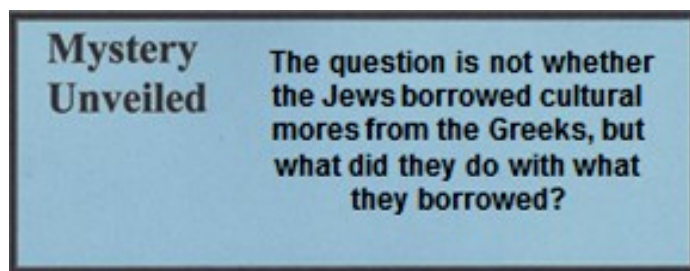 Mystery
Unveiled
The question is not whether
the Jews borrowed cultural
mores from the Greeks, but
what did they do with what
they borrowed?